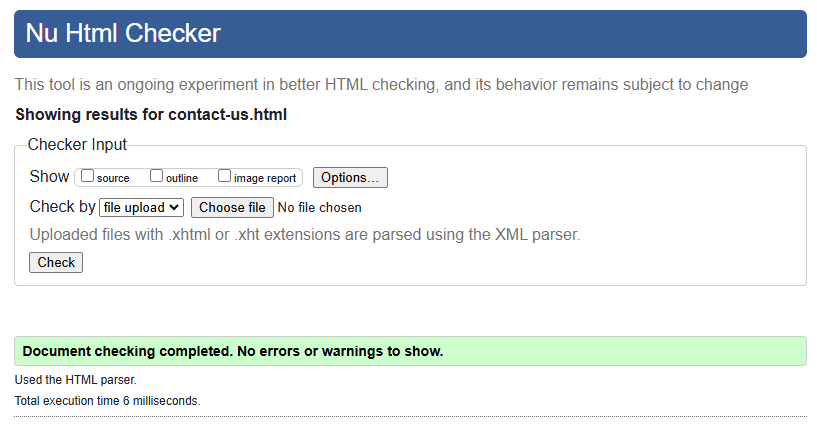 Nu Html Checker
This tool is an ongoing experiment in better HTML checking, and its behavior remains subject to change
Showing results for contact-us.html
Checker Input
Show source outline image report Options...
Check by file upload Choose file No file chosen
Uploaded files with .xhtml or .xht extensions are parsed using the XML parser.
Check
Document checking completed. No errors or warnings to show.
Used the HTML parser.
Total execution time 6 milliseconds.